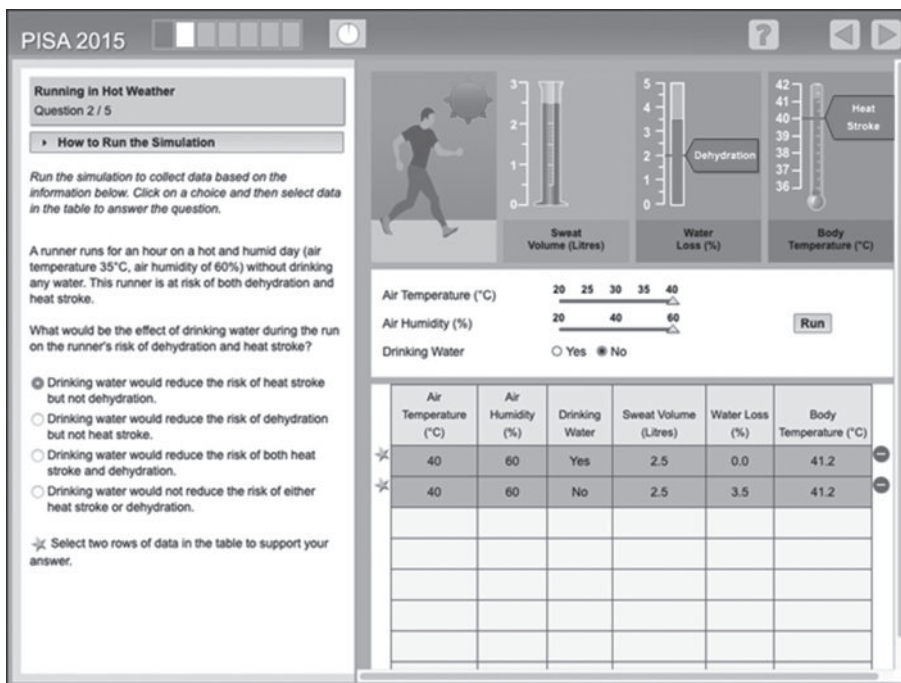 PISA 2015
?
Running in Hot Weather
Question 2 / 5
How to Run the Simulation
Run the simulation to collect data based on the
information below. Click on a choice and then select data
in the table to answer the question.
A runner runs for an hour on a hot and humid day (air
temperature 35°C, air humidity of 60%) without drinking
any water. This runner is at risk of both dehydration and
heat stroke.
What would be the effect of drinking water during the run
on the runner's risk of dehydration and heat stroke?
Drinking water would reduce the risk of heat stroke
but not dehydration.
Drinking water would reduce the risk of dehydration
but not heat stroke.
Drinking water would reduce the risk of both heat
stroke and dehydration.
Drinking water would not reduce the risk of either
heat stroke or dehydration.
Select two rows of data in the table to support your
answer.
3
2
1
0
Sweat
Volume (Litres)
5
4
3
2
1
0
Dehydration
Water
Loss (%)
42
41
40
39
38
37
36
Heat
Stroke
Body
Temperature (°C)
Air Temperature (°C) 20 25 30 35 40
Air Humidity (%) 20 40 60
Run
Drinking Water Yes No
Air Temperature (°C) Air Humidity (%) Drinking Water Sweat Volume (Litres) Water Loss (%) Body Temperature (°C)
40 60 Yes 2.5 0.0 41.2
40 60 No 2.5 3.5 41.2